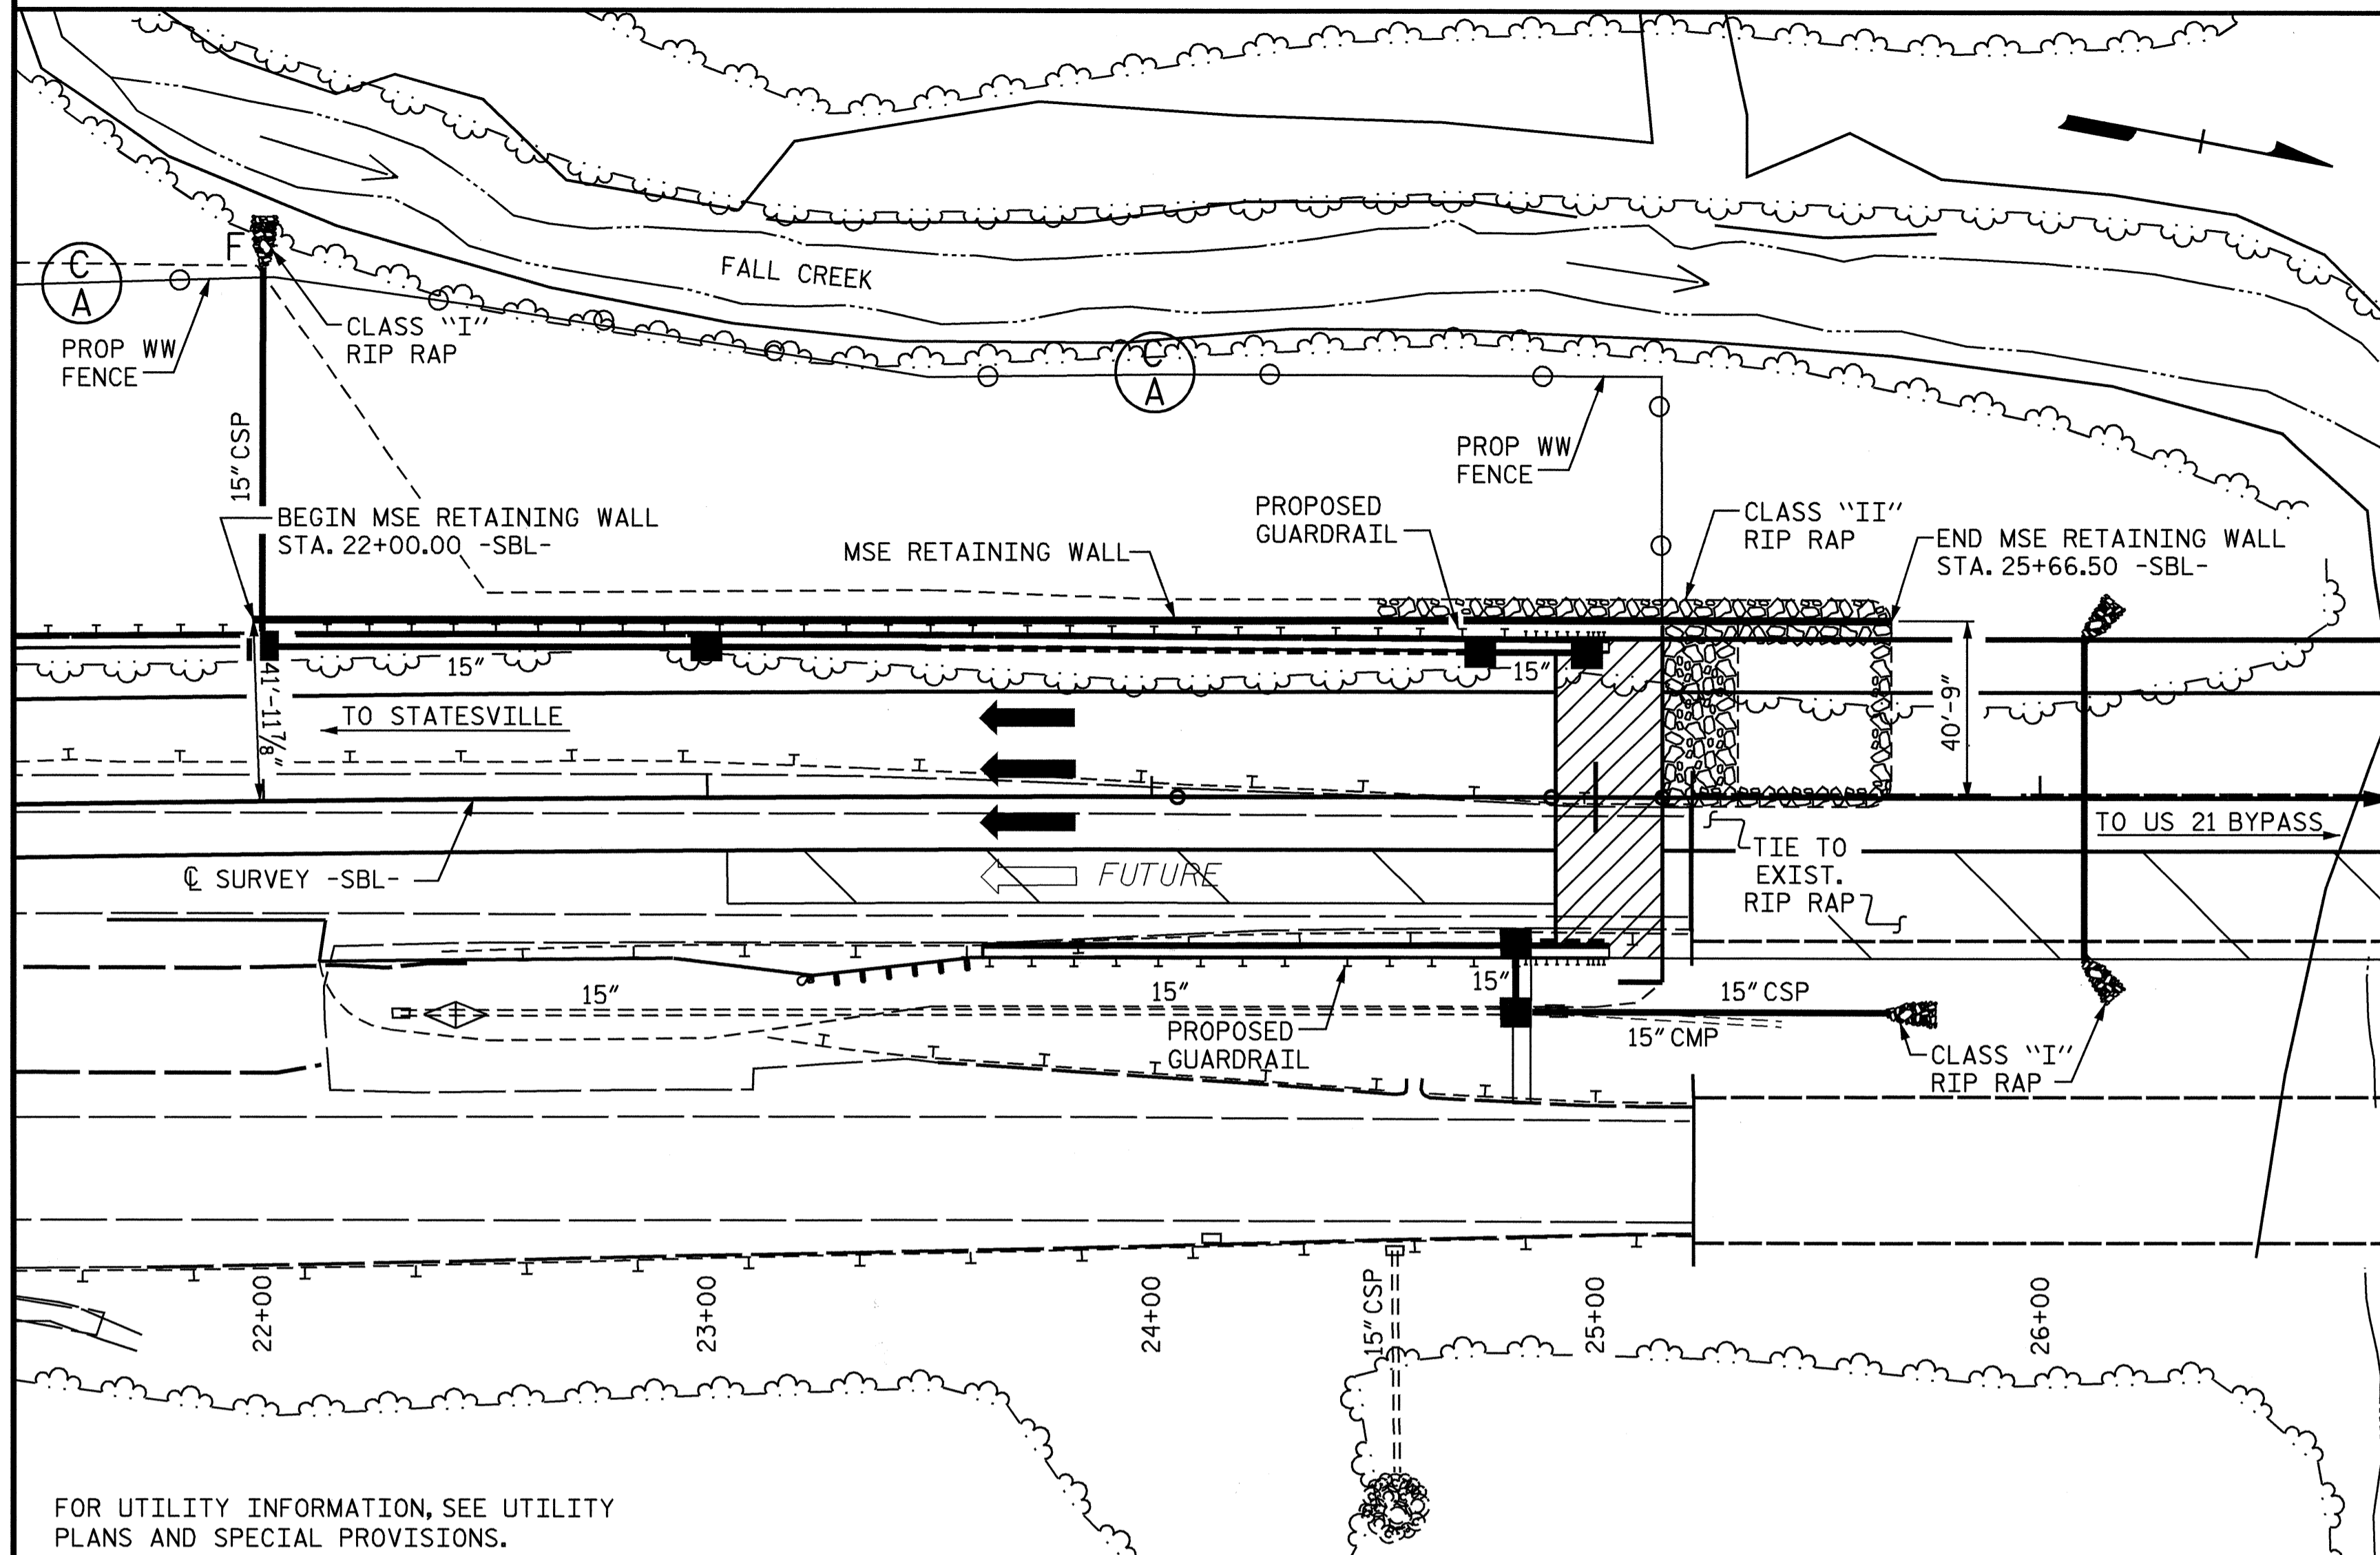 FALL CREEK
C
A
F
CLASS "I"
RIP RAP
PROP WW
FENCE
C
A
15" CSP
PROP WW
FENCE
BEGIN MSE RETAINING WALL
STA. 22+00.00 -SBL-
MSE RETAINING WALL
PROPOSED
GUARDRAIL
CLASS "II"
RIP RAP
END MSE RETAINING WALL
STA. 25+66.50 -SBL-
15"
15"
41'-11 7/8"
TO STATESVILLE
40'-9"
TO US 21 BYPASS
℄ SURVEY -SBL-
FUTURE
TIE TO
EXIST.
RIP RAP
15"
15"
15"
15" CSP
15" CMP
PROPOSED
GUARDRAIL
CLASS "I"
RIP RAP
22+00
23+00
24+00
15" CSP
25+00
26+00
FOR UTILITY INFORMATION, SEE UTILITY
PLANS AND SPECIAL PROVISIONS.